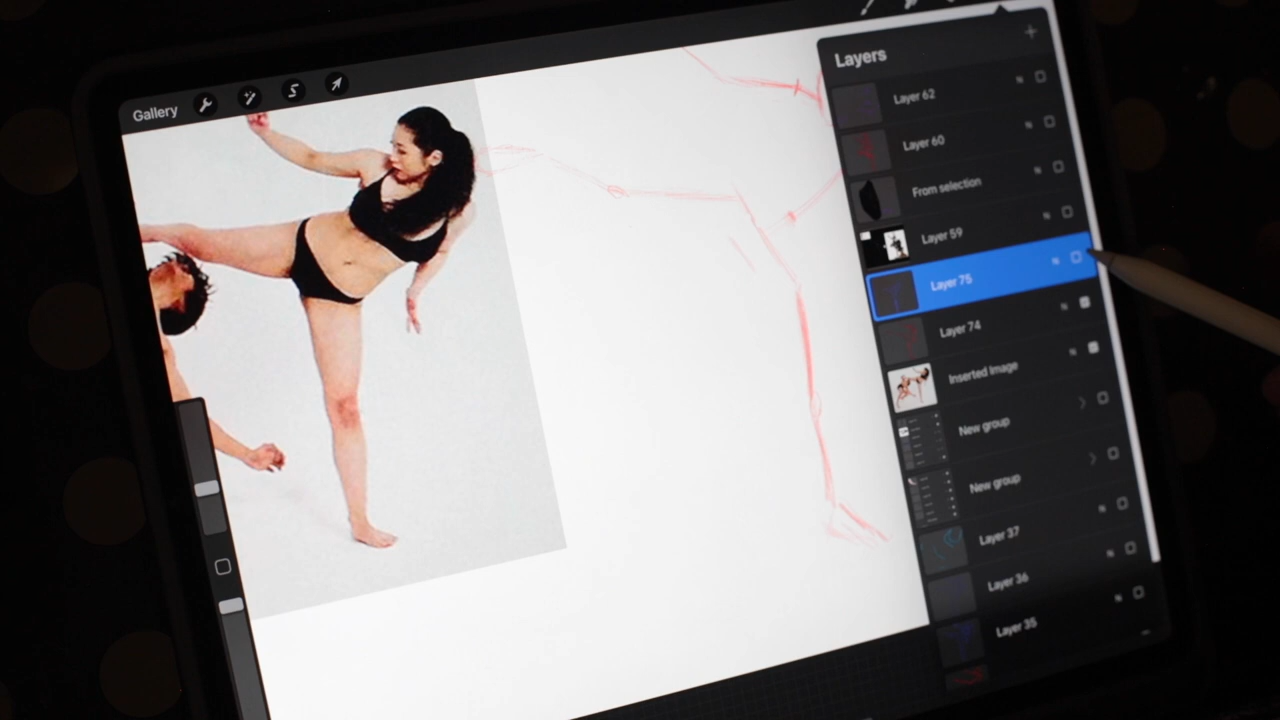 Gallery
Layers
Layer 62
Layer 60
From selection
Layer 59
Layer 75
Layer 74
Inserted Image
New group
New group
Layer 37
Layer 36
Layer 35